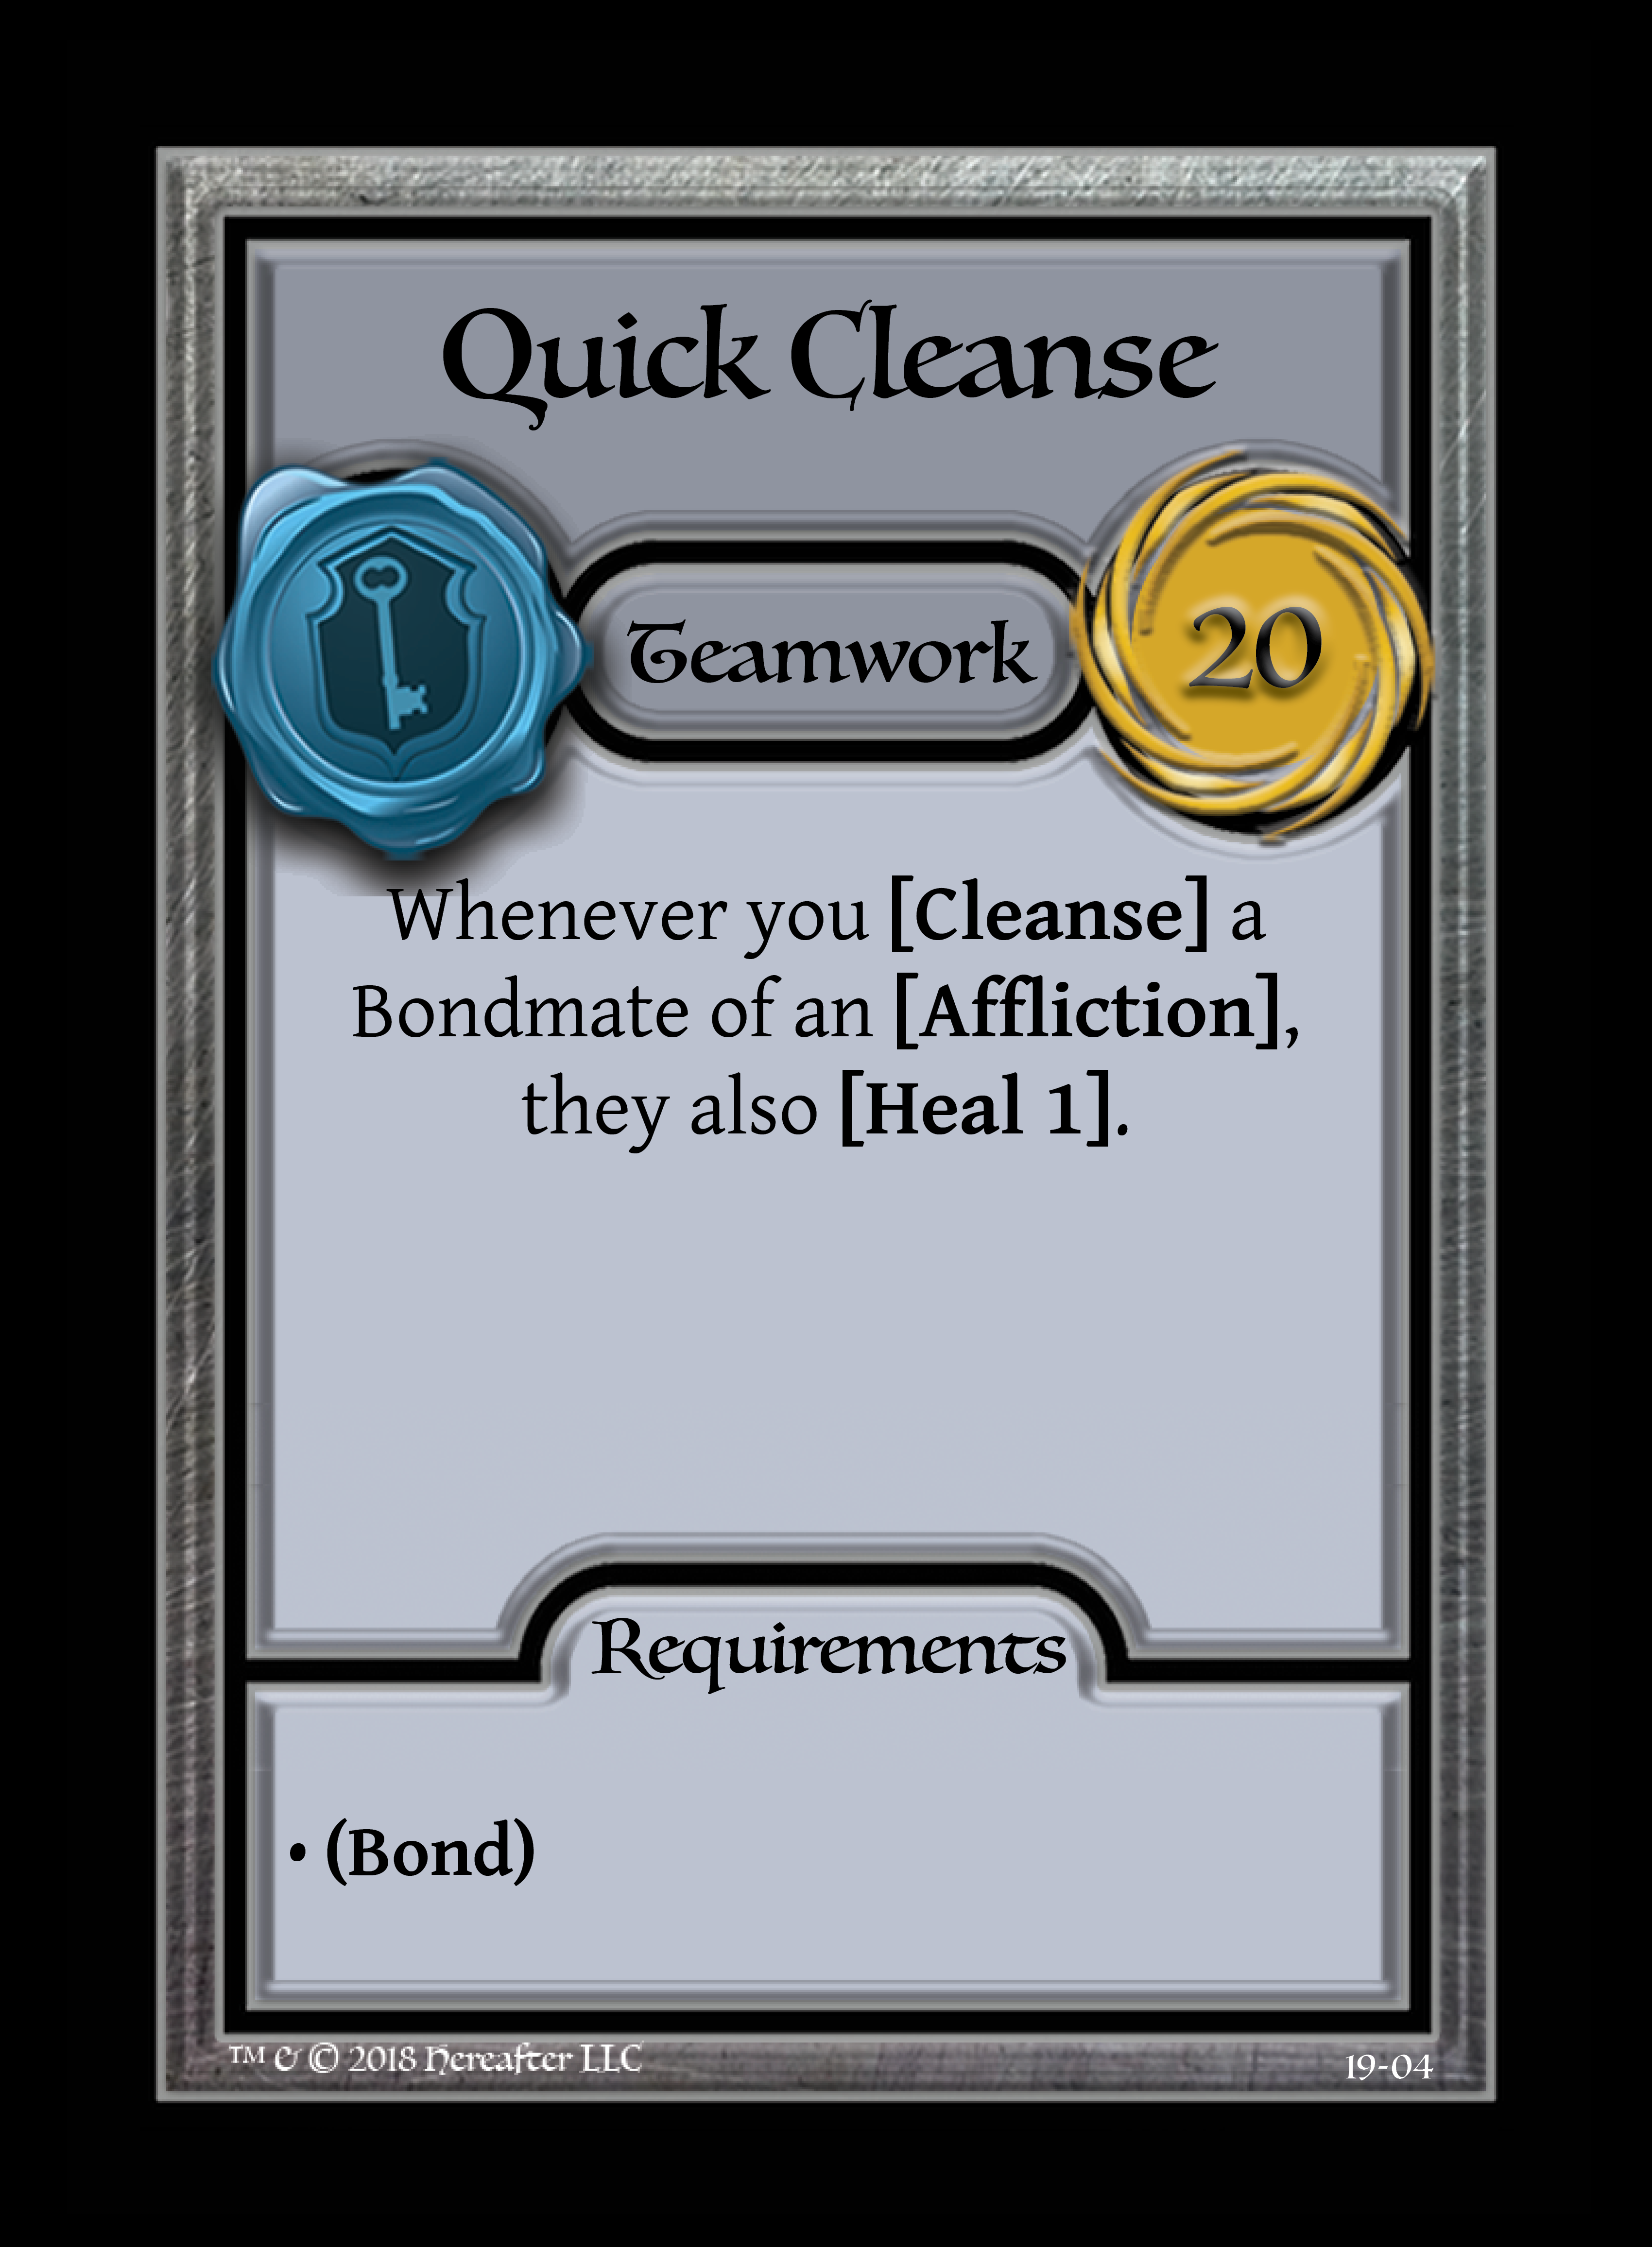 Quick Cleanse
Teamwork
20
Whenever you [Cleanse] a
Bondmate of an [Affliction],
they also [Heal 1].
Requirements
• (Bond)
™ & © 2018 Hereafter LLC
19-04